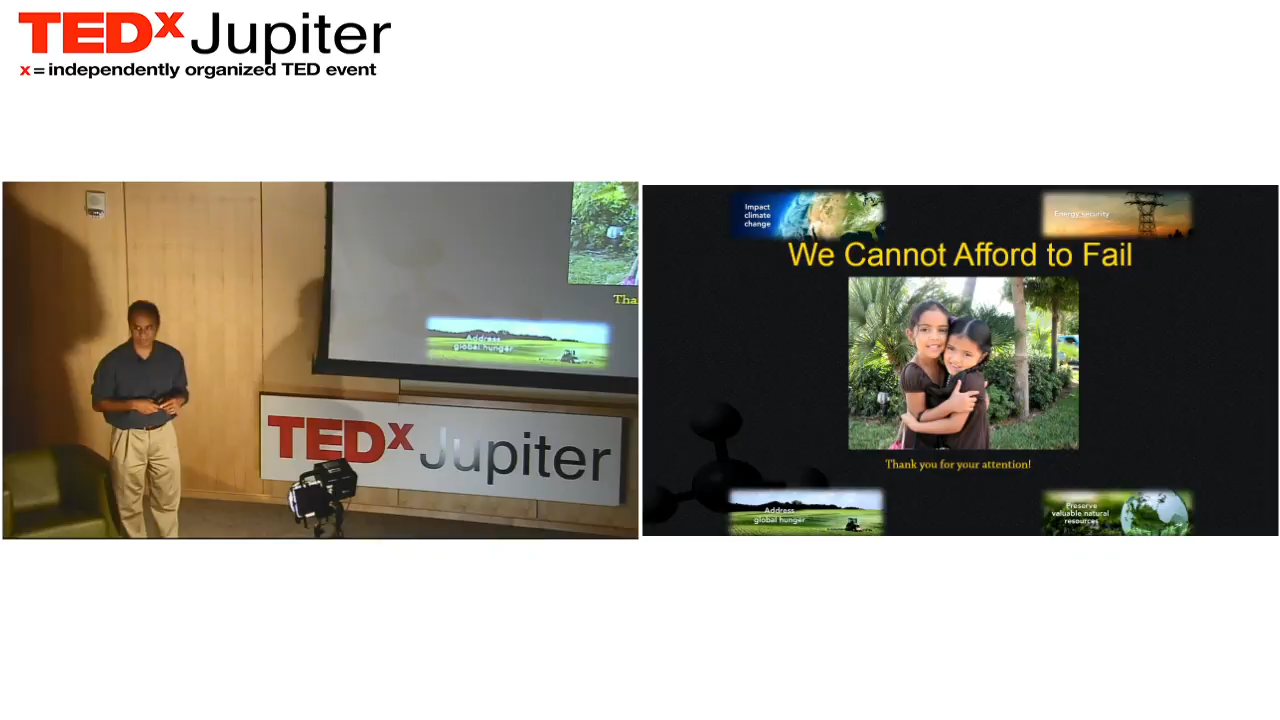 TEDx Jupiter
x = independently organized TED event
Tha
Address
global hunger
TEDx Jupiter
Impact
climate
change
Energy security
We Cannot Afford to Fail
Thank you for your attention!
Address
global hunger
Preserve
valuable natural
resources